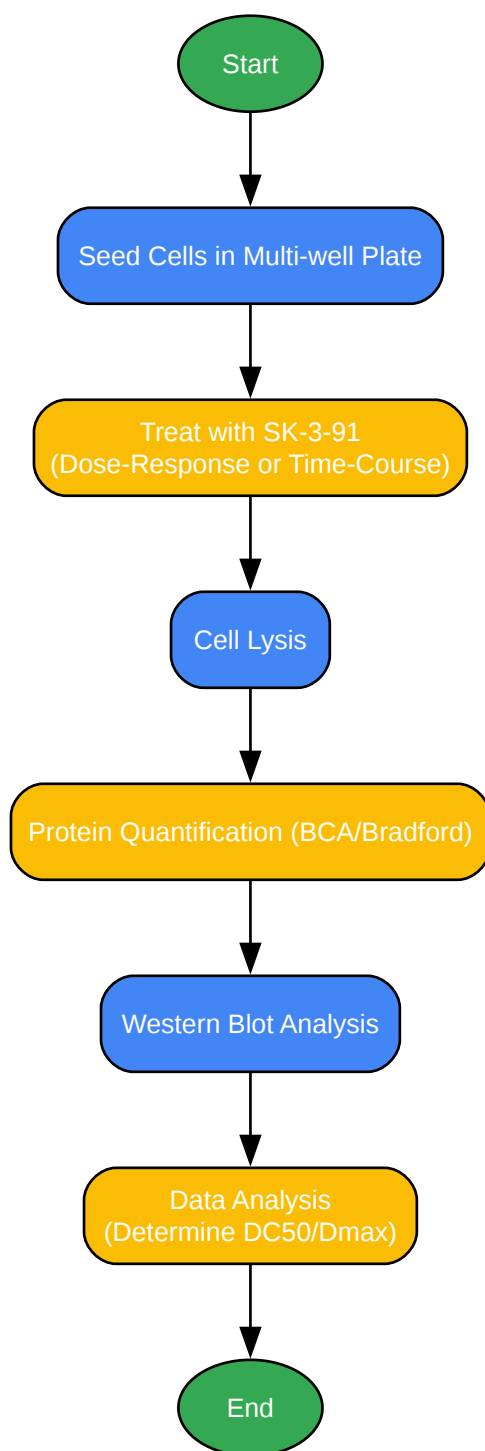 Start
Seed Cells in Multi-well Plate
Treat with SK-3-91
(Dose-Response or Time-Course)
Cell Lysis
Protein Quantification (BCA/Bradford)
Western Blot Analysis
Data Analysis
(Determine DC50/Dmax)
End